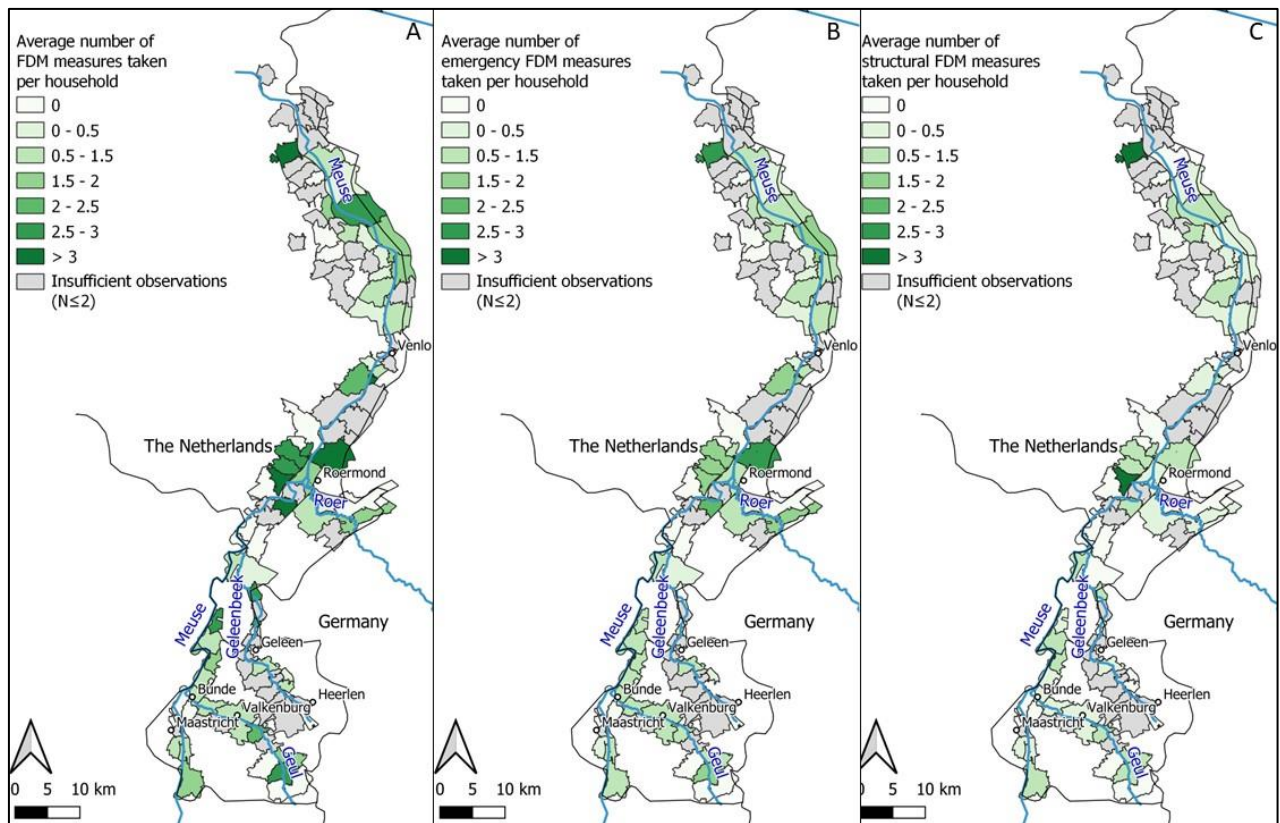 A
Average number of
FDM measures taken
per household
0
0 - 0.5
0.5 - 1.5
1.5 - 2
2 - 2.5
2.5 - 3
> 3
Insufficient observations
(N≤2)
Meuse
Venlo
The Netherlands
Roermond
Roer
Meuse
Geleenbeek
Germany
Geleen
Bunde
Heerlen
Valkenburg
Maastricht
Geul
0 5 10 km
B
Average number of
emergency FDM measures
taken per household
0
0 - 0.5
0.5 - 1.5
1.5 - 2
2 - 2.5
2.5 - 3
> 3
Insufficient observations
(N≤2)
Meuse
Venlo
The Netherlands
Roermond
Roer
Meuse
Geleenbeek
Germany
Geleen
Bunde
Heerlen
Valkenburg
Maastricht
Geul
0 5 10 km
C
Average number of
structural FDM measures
taken per household
0
0 - 0.5
0.5 - 1.5
1.5 - 2
2 - 2.5
2.5 - 3
> 3
Insufficient observations
(N≤2)
Meuse
Venlo
The Netherlands
Roermond
Roer
Meuse
Geleenbeek
Germany
Geleen
Bunde
Heerlen
Valkenburg
Maastricht
Geul
0 5 10 km